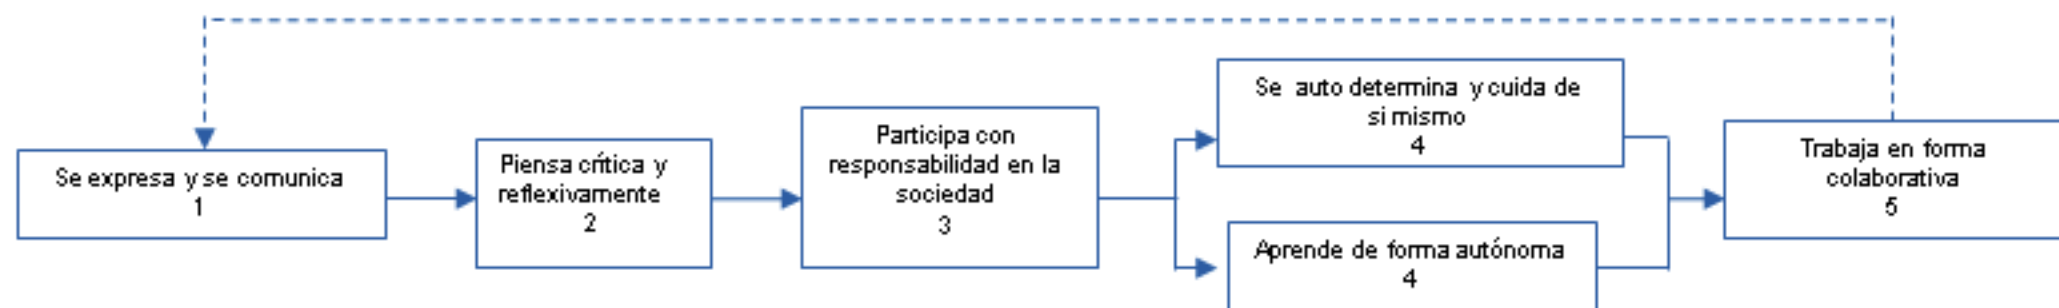 Se expresa y se comunica
1
Piensa crítica y
reflexivamente
2
Participa con
responsabilidad en la
sociedad
3
Se auto determina y cuida de
si mismo
4
Aprende de forma autónoma
4
Trabaja en forma
colaborativa
5